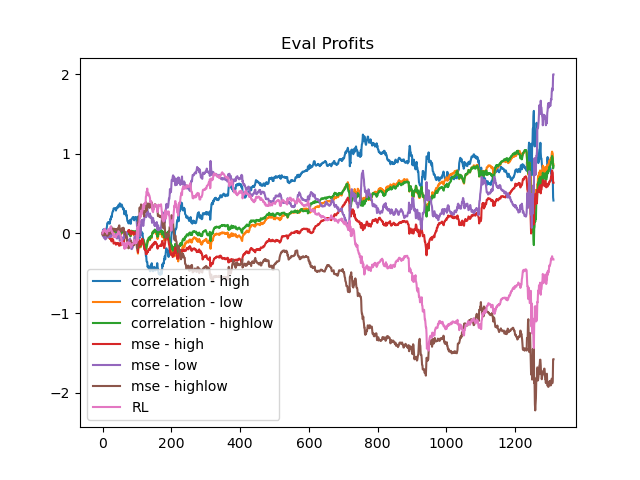 Eval Profits
2
1
0
−1
−2
correlation - high
correlation - low
correlation - highlow
mse - high
mse - low
mse - highlow
RL
0 200 400 600 800 1000 1200